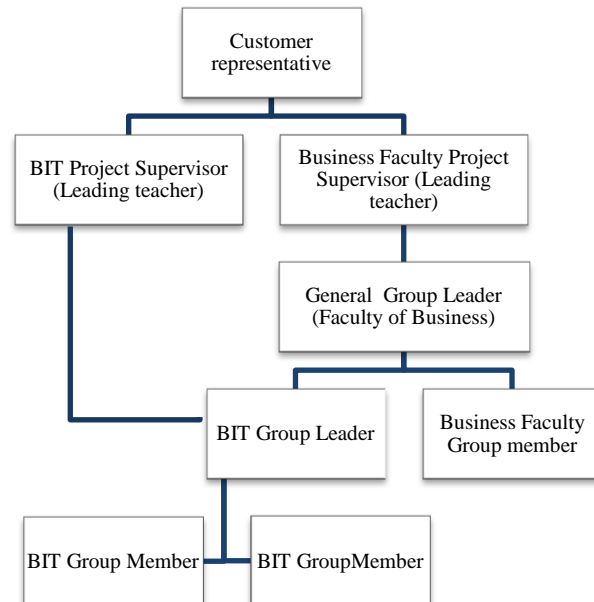 Customer
representative
BIT Project Supervisor
(Leading teacher)
Business Faculty Project
Supervisor (Leading
teacher)
General  Group Leader
(Faculty of Business)
BIT Group Leader
Business Faculty
Group member
BIT Group Member
BIT GroupMember